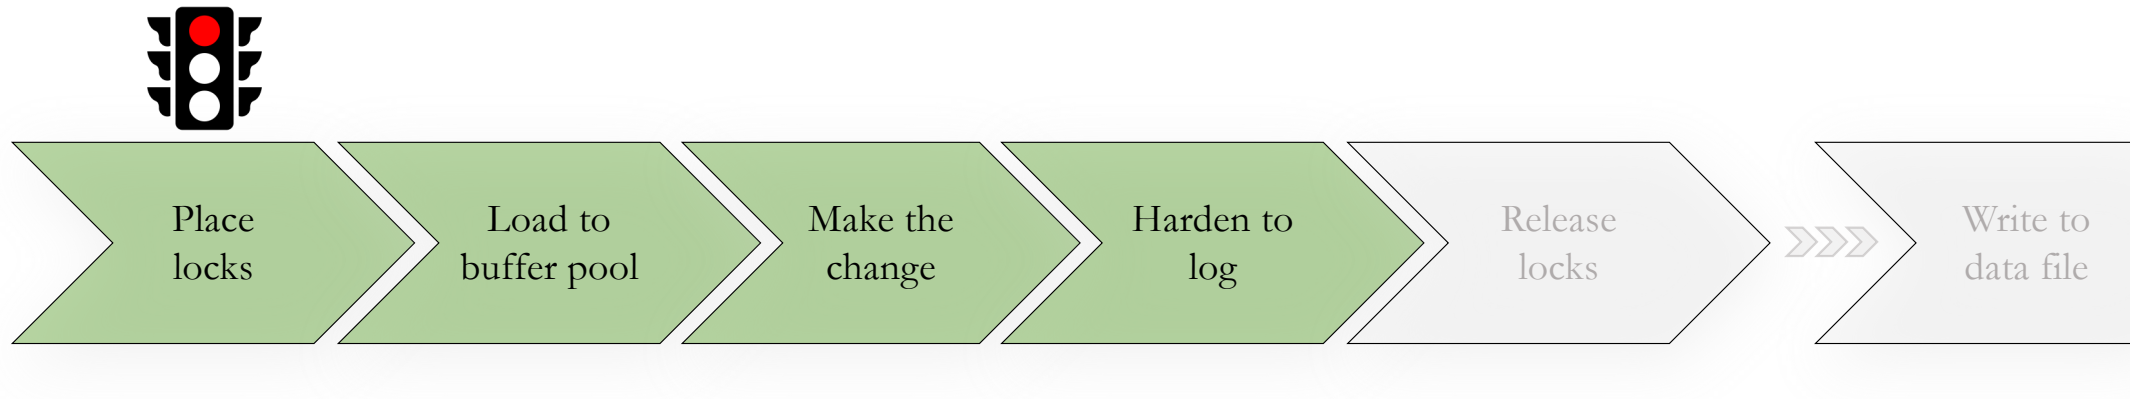 Place
locks
Load to
buffer pool
Make the
change
Harden to
log
Release
locks
Write to
data file